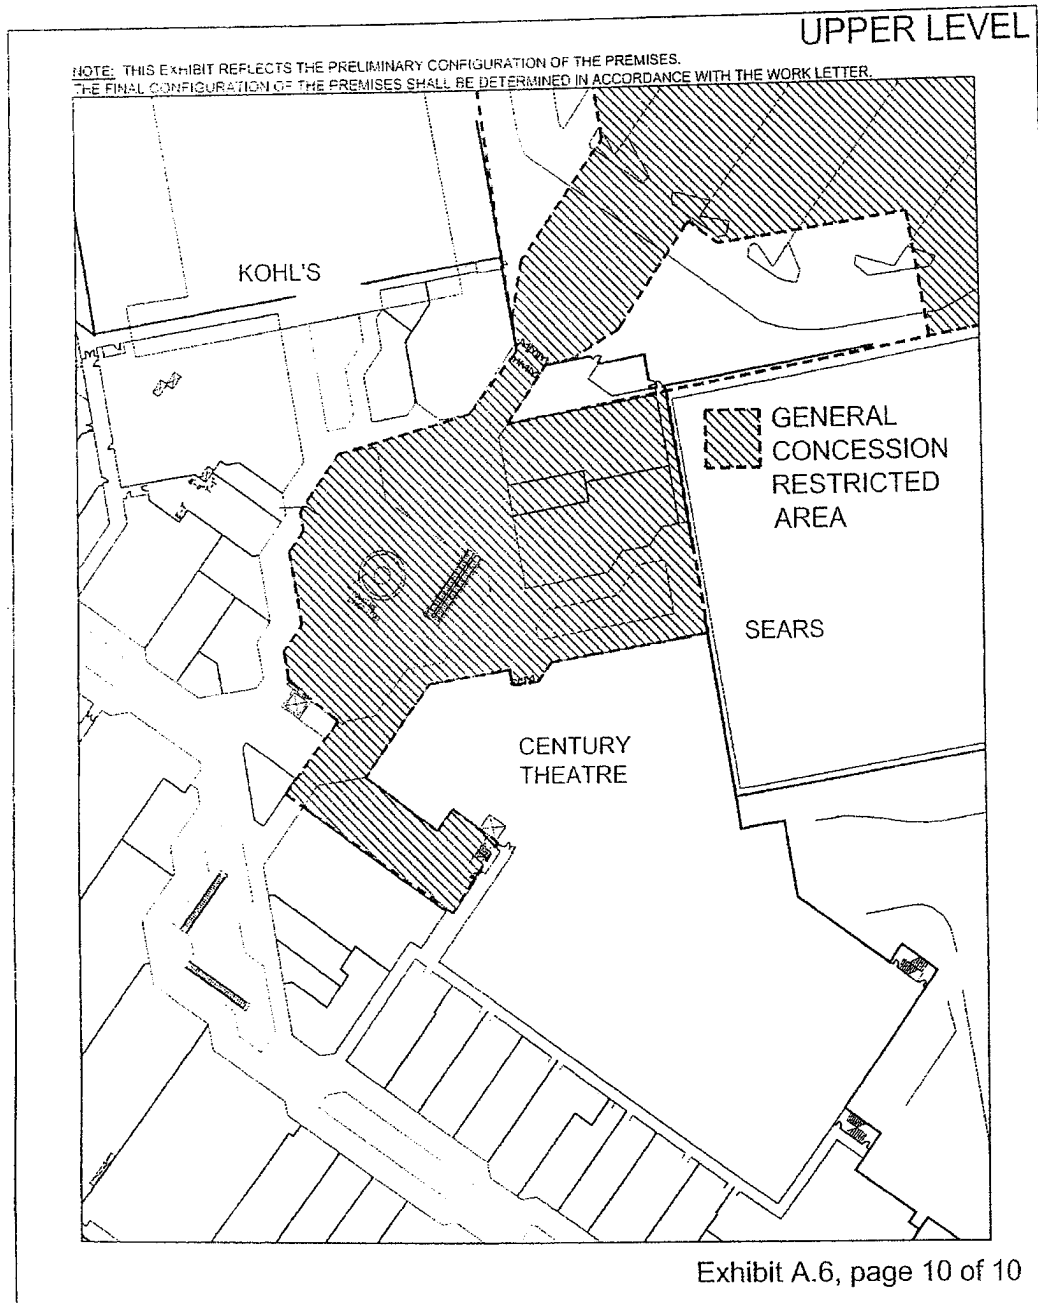 UPPER LEVEL
NOTE: THIS EXHIBIT REFLECTS THE PRELIMINARY CONFIGURATION OF THE PREMISES.
THE FINAL CONFIGURATION OF THE PREMISES SHALL BE DETERMINED IN ACCORDANCE WITH THE WORK LETTER.
KOHL'S
GENERAL
CONCESSION
RESTRICTED
AREA
SEARS
CENTURY
THEATRE
Exhibit A.6, page 10 of 10